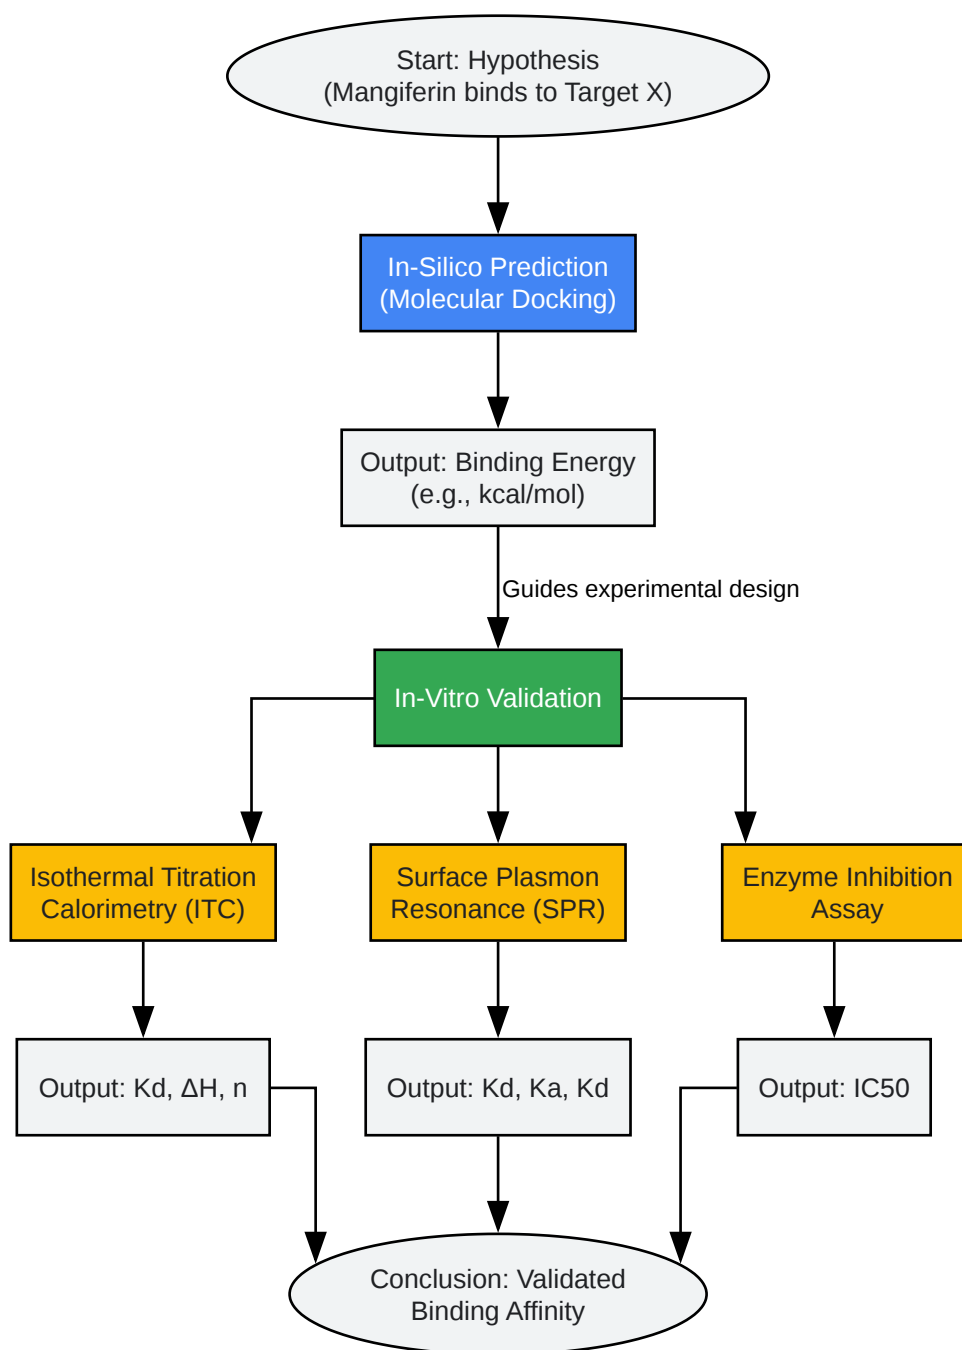 Start: Hypothesis
(Mangiferin binds to Target X)
In-Silico Prediction
(Molecular Docking)
Output: Binding Energy
(e.g., kcal/mol)
Guides experimental design
In-Vitro Validation
Isothermal Titration
Calorimetry (ITC)
Surface Plasmon
Resonance (SPR)
Enzyme Inhibition
Assay
Output: Kd, ΔH, n
Output: Kd, Ka, Kd
Output: IC50
Conclusion: Validated
Binding Affinity